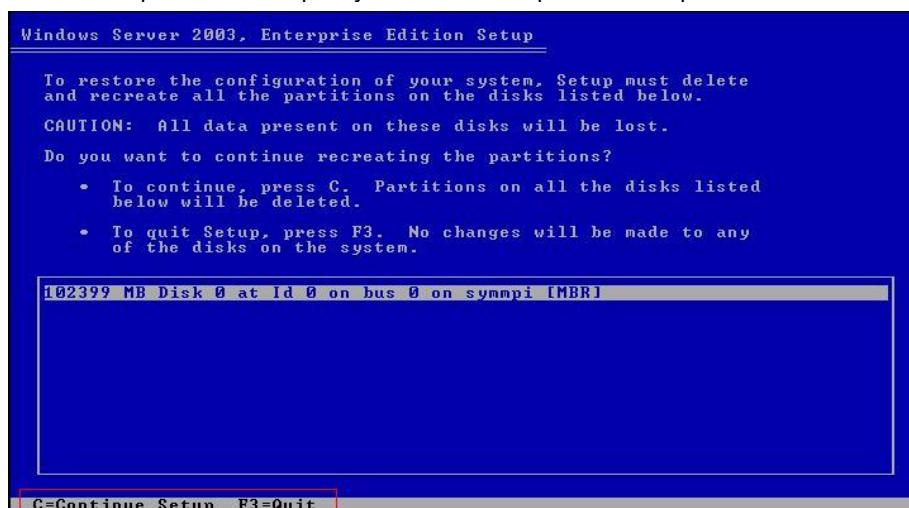 Windows Server 2003, Enterprise Edition Setup
To restore the configuration of your system, Setup must delete
and recreate all the partitions on the disks listed below.
CAUTION: All data present on these disks will be lost.
Do you want to continue recreating the partitions?
• To continue, press C. Partitions on all the disks listed
below will be deleted.
• To quit Setup, press F3. No changes will be made to any
of the disks on the system.
102399 MB Disk 0 at Id 0 on bus 0 on symmpi [MBR]
C=Continue Setup F3=Quit